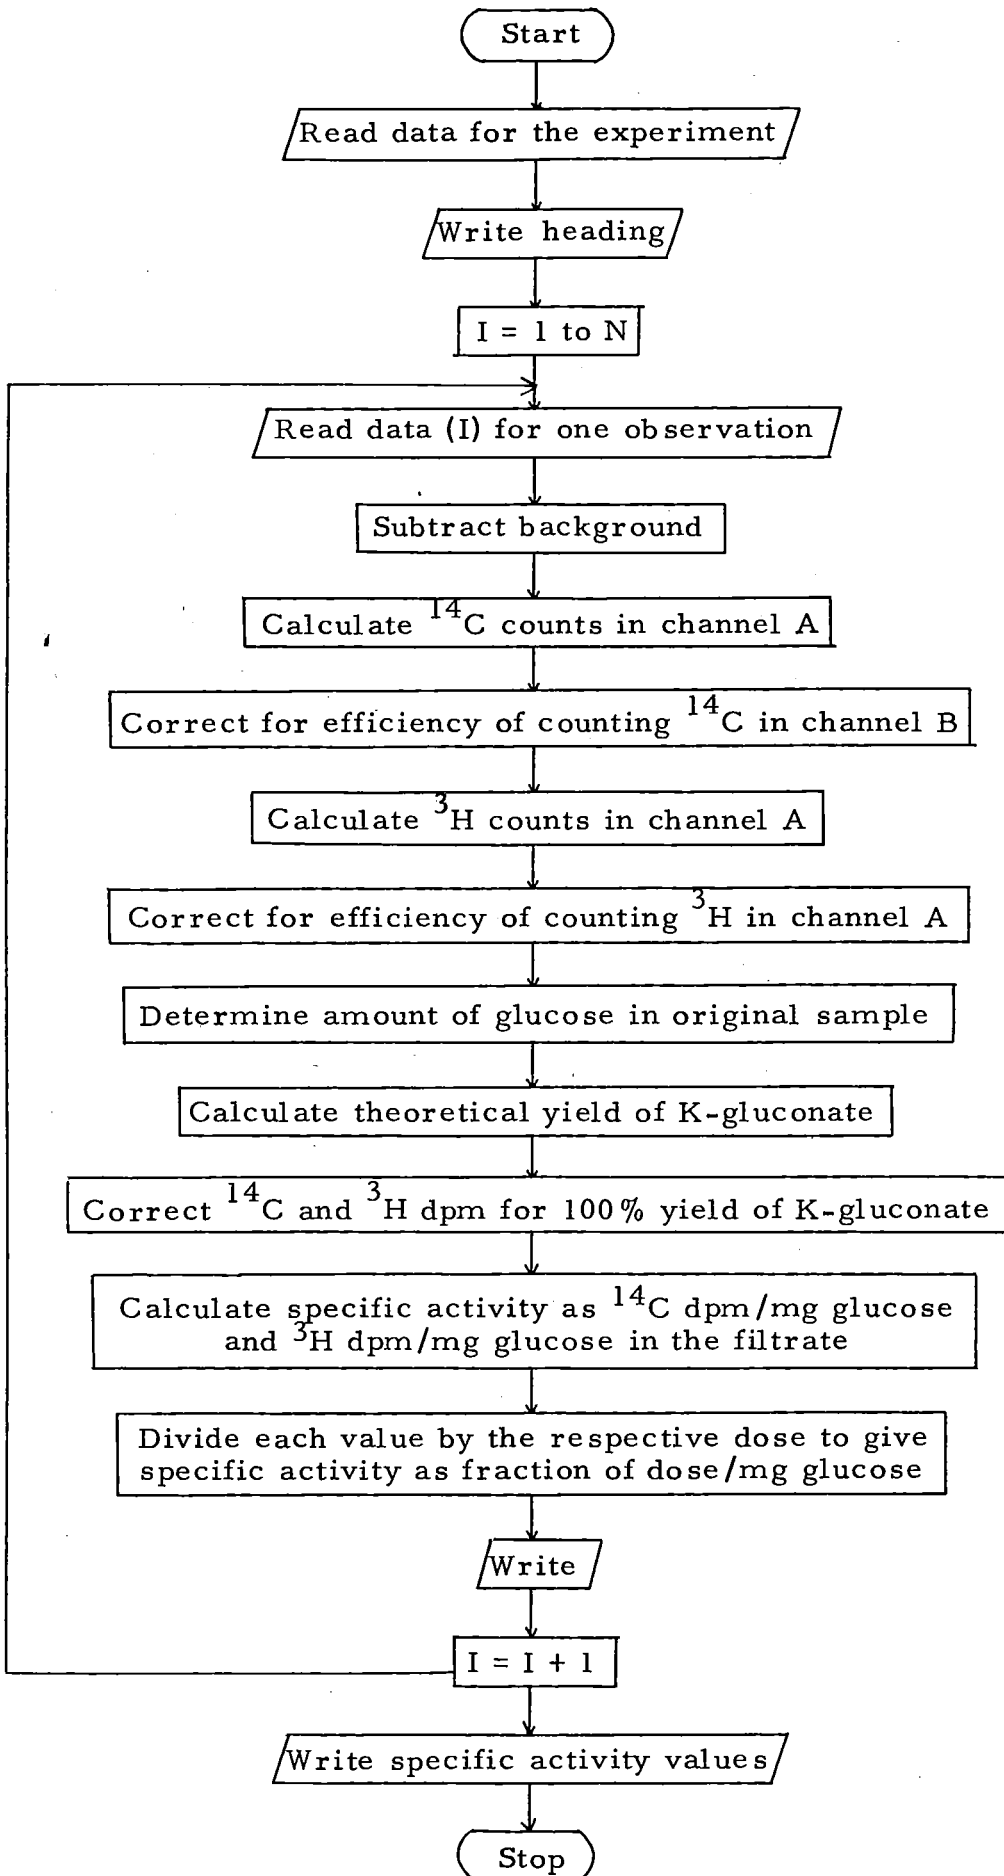 Start
Read data for the experiment
Write heading
I = 1 to N
Read data (I) for one observation
Subtract background
Calculate ¹⁴C counts in channel A
Correct for efficiency of counting ¹⁴C in channel B
Calculate ³H counts in channel A
Correct for efficiency of counting ³H in channel A
Determine amount of glucose in original sample
Calculate theoretical yield of K-gluconate
Correct ¹⁴C and ³H dpm for 100% yield of K-gluconate
Calculate specific activity as ¹⁴C dpm/mg glucose
and ³H dpm/mg glucose in the filtrate
Divide each value by the respective dose to give
specific activity as fraction of dose/mg glucose
Write
I = I + 1
Write specific activity values
Stop